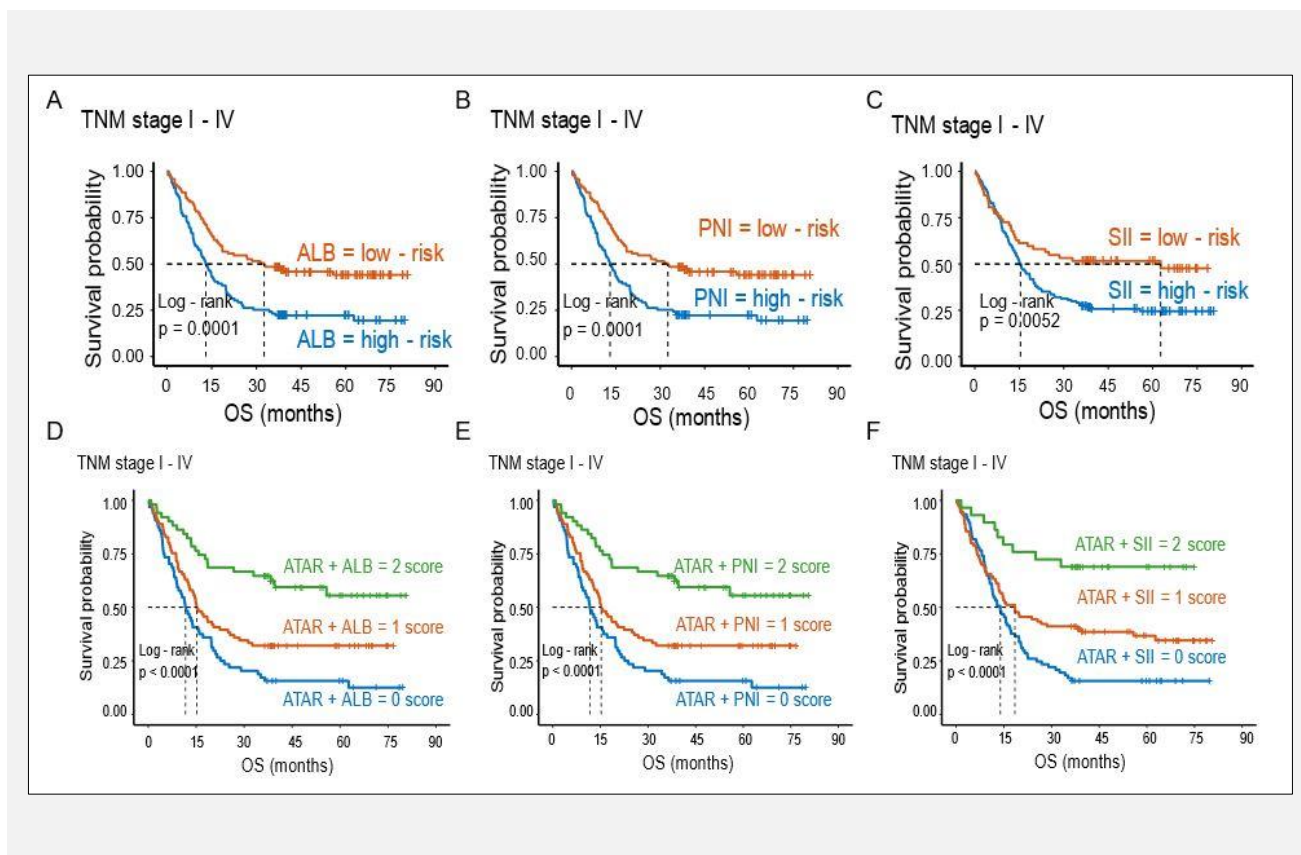 A
TNM stage I - IV
Survival probability
1.00
0.75
0.50
0.25
0.00
ALB = low - risk
Log - rank
p = 0.0001
ALB = high - risk
0 15 30 45 60 75 90
OS (months)
B
TNM stage I - IV
Survival probability
1.00
0.75
0.50
0.25
0.00
PNI = low - risk
PNI = high - risk
Log - rank
p = 0.0001
0 15 30 45 60 75 90
OS (months)
C
TNM stage I - IV
Survival probability
1.00
0.75
0.50
0.25
0.00
SII = low - risk
SII = high - risk
Log - rank
p = 0.0052
0 15 30 45 60 75 90
OS (months)
D
TNM stage I - IV
Survival probability
1.00
0.75
0.50
0.25
0.00
ATAR + ALB = 2 score
ATAR + ALB = 1 score
Log - rank
p < 0.0001
ATAR + ALB = 0 score
0 15 30 45 60 75 90
OS (months)
E
TNM stage I - IV
Survival probability
1.00
0.75
0.50
0.25
0.00
ATAR + PNI = 2 score
ATAR + PNI = 1 score
Log - rank
p < 0.0001
ATAR + PNI = 0 score
0 15 30 45 60 75 90
OS (months)
F
TNM stage I - IV
Survival probability
1.00
0.75
0.50
0.25
0.00
ATAR + SII = 2 score
ATAR + SII = 1 score
Log - rank
p < 0.0001
ATAR + SII = 0 score
0 15 30 45 60 75 90
OS (months)